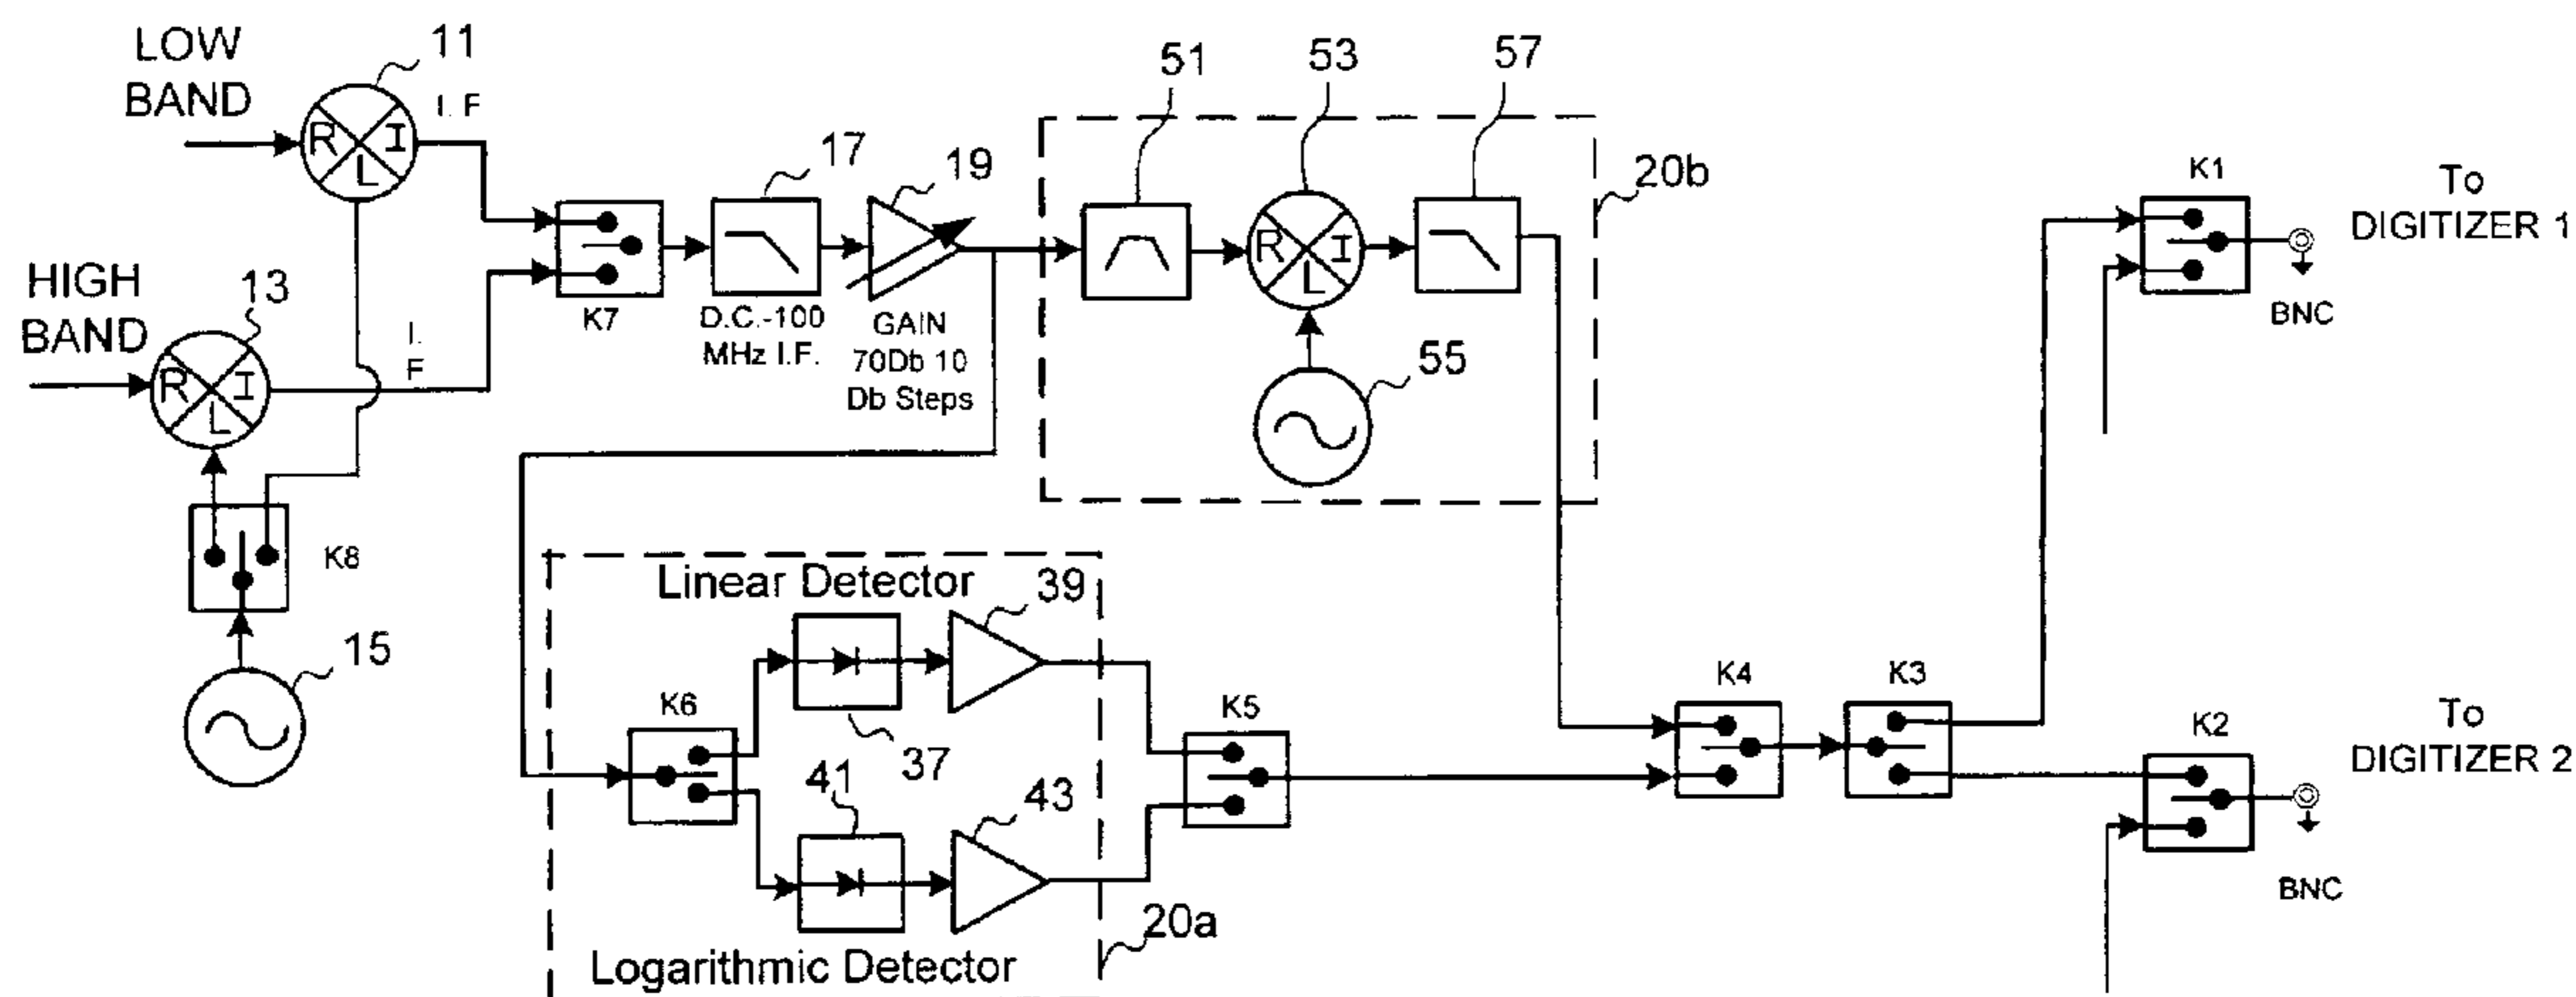 LOW
BAND
11
R
I
L
I. F
HIGH
BAND
13
R
I
L
I.
F
K8
15
K7
17
D.C.-100
MHz I.F.
19
GAIN
70Db 10
Db Steps
51
53
57
R
I
L
55
20b
Linear Detector
39
K6
37
41
43
Logarithmic Detector
20a
K5
K4
K3
K1
BNC
To
DIGITIZER 1
K2
BNC
To
DIGITIZER 2